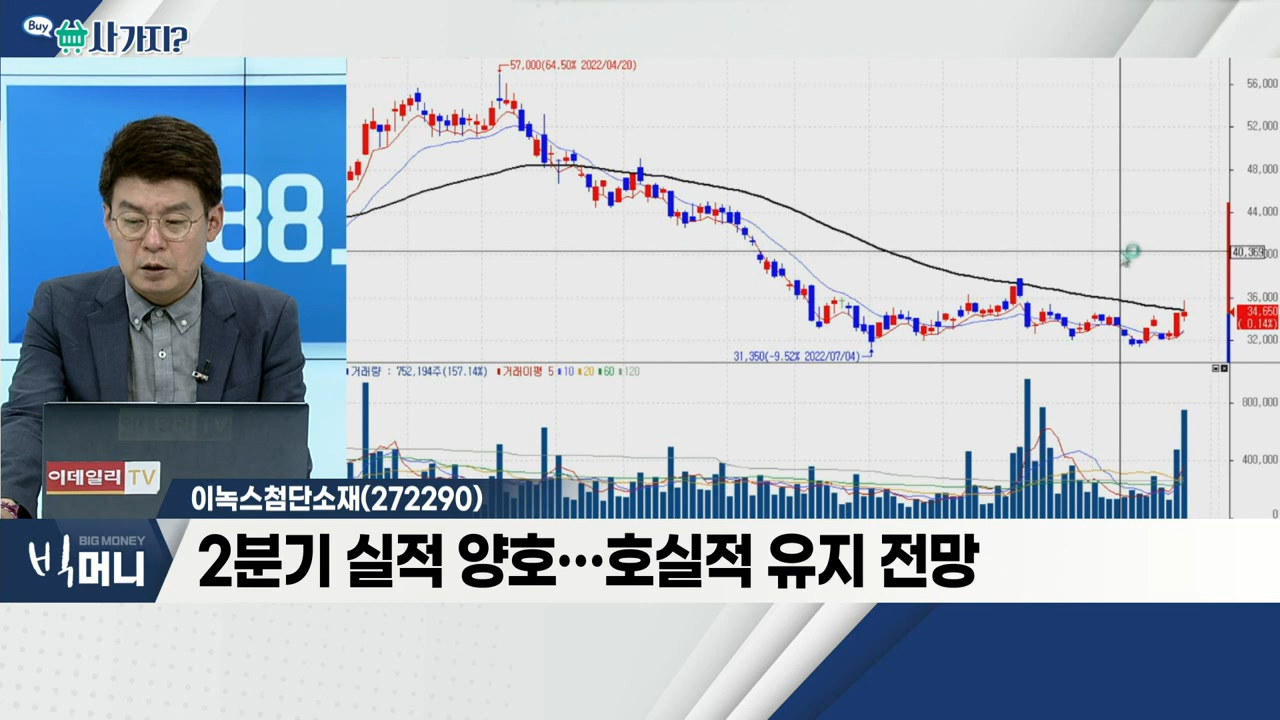 Buy 사가지?
57,000(64.50% 2022/04/20)
56,000
52,000
48,000
44,000
40,369
36,000
34,650
( 0.14%)
32,000
31,350(-9.52% 2022/07/04)
거래량 : 752,194주(157.14%) 거래이평 5 10 20 60 120
800,000
400,000
0
88
이데일리 TV
이녹스첨단소재(272290)
BIG MONEY
빅머니
2분기 실적 양호…호실적 유지 전망